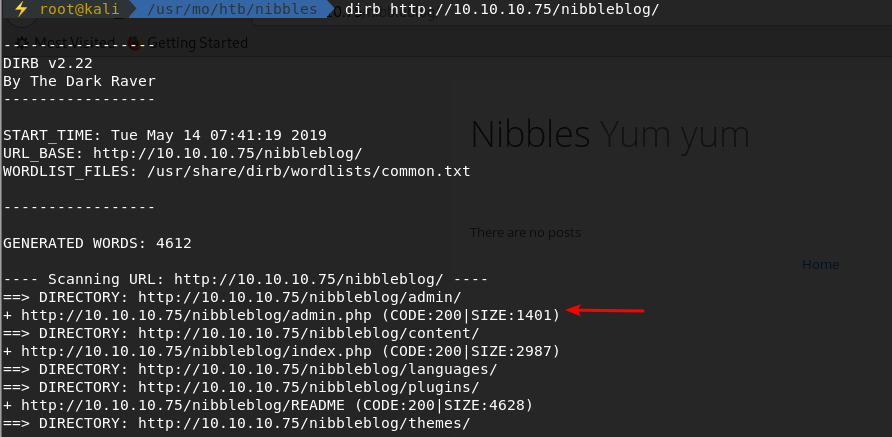 ⚡ root@kali /usr/mo/htb/nibbles dirb http://10.10.10.75/nibbleblog/
Most Visited Getting Started
-----------------
DIRB v2.22
By The Dark Raver
-----------------
START_TIME: Tue May 14 07:41:19 2019
URL_BASE: http://10.10.10.75/nibbleblog/
WORDLIST_FILES: /usr/share/dirb/wordlists/common.txt
-----------------
GENERATED WORDS: 4612
---- Scanning URL: http://10.10.10.75/nibbleblog/ ----
==> DIRECTORY: http://10.10.10.75/nibbleblog/admin/
+ http://10.10.10.75/nibbleblog/admin.php (CODE:200|SIZE:1401)
==> DIRECTORY: http://10.10.10.75/nibbleblog/content/
+ http://10.10.10.75/nibbleblog/index.php (CODE:200|SIZE:2987)
==> DIRECTORY: http://10.10.10.75/nibbleblog/languages/
==> DIRECTORY: http://10.10.10.75/nibbleblog/plugins/
+ http://10.10.10.75/nibbleblog/README (CODE:200|SIZE:4628)
==> DIRECTORY: http://10.10.10.75/nibbleblog/themes/
Nibbles Yum yum
There are no posts
Home